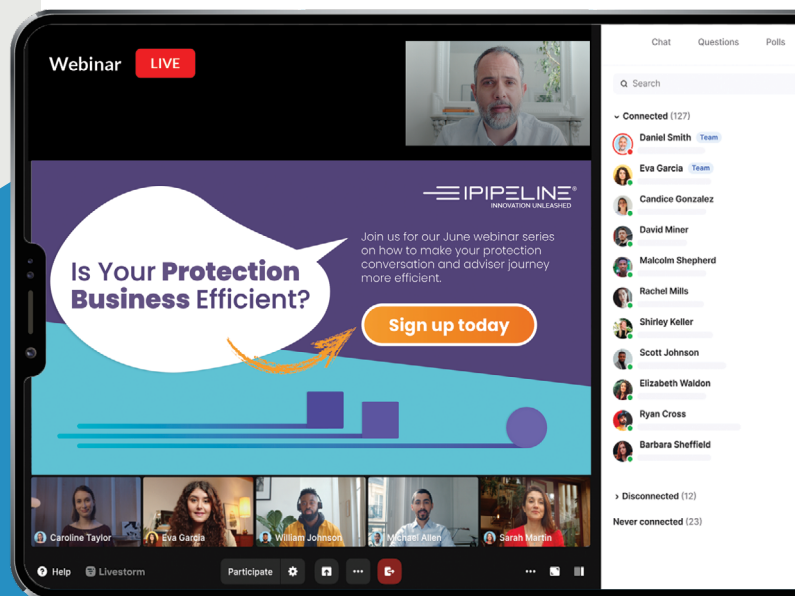 Webinar
LIVE
IPIPELINE®
INNOVATION UNLEASHED
Is Your Protection
Business Efficient?
Join us for our June webinar series
on how to make your protection
conversation and adviser journey
more efficient.
Sign up today
Caroline Taylor
Eva Garcia
William Johnson
Michael Allen
Sarah Martin
Help
Livestorm
Participate
Chat
Questions
Polls
Search
Connected (127)
Daniel Smith Team
Eva Garcia Team
Candice Gonzalez
David Miner
Malcolm Shepherd
Rachel Mills
Shirley Keller
Scott Johnson
Elizabeth Waldon
Ryan Cross
Barbara Sheffield
Disconnected (12)
Never connected (23)